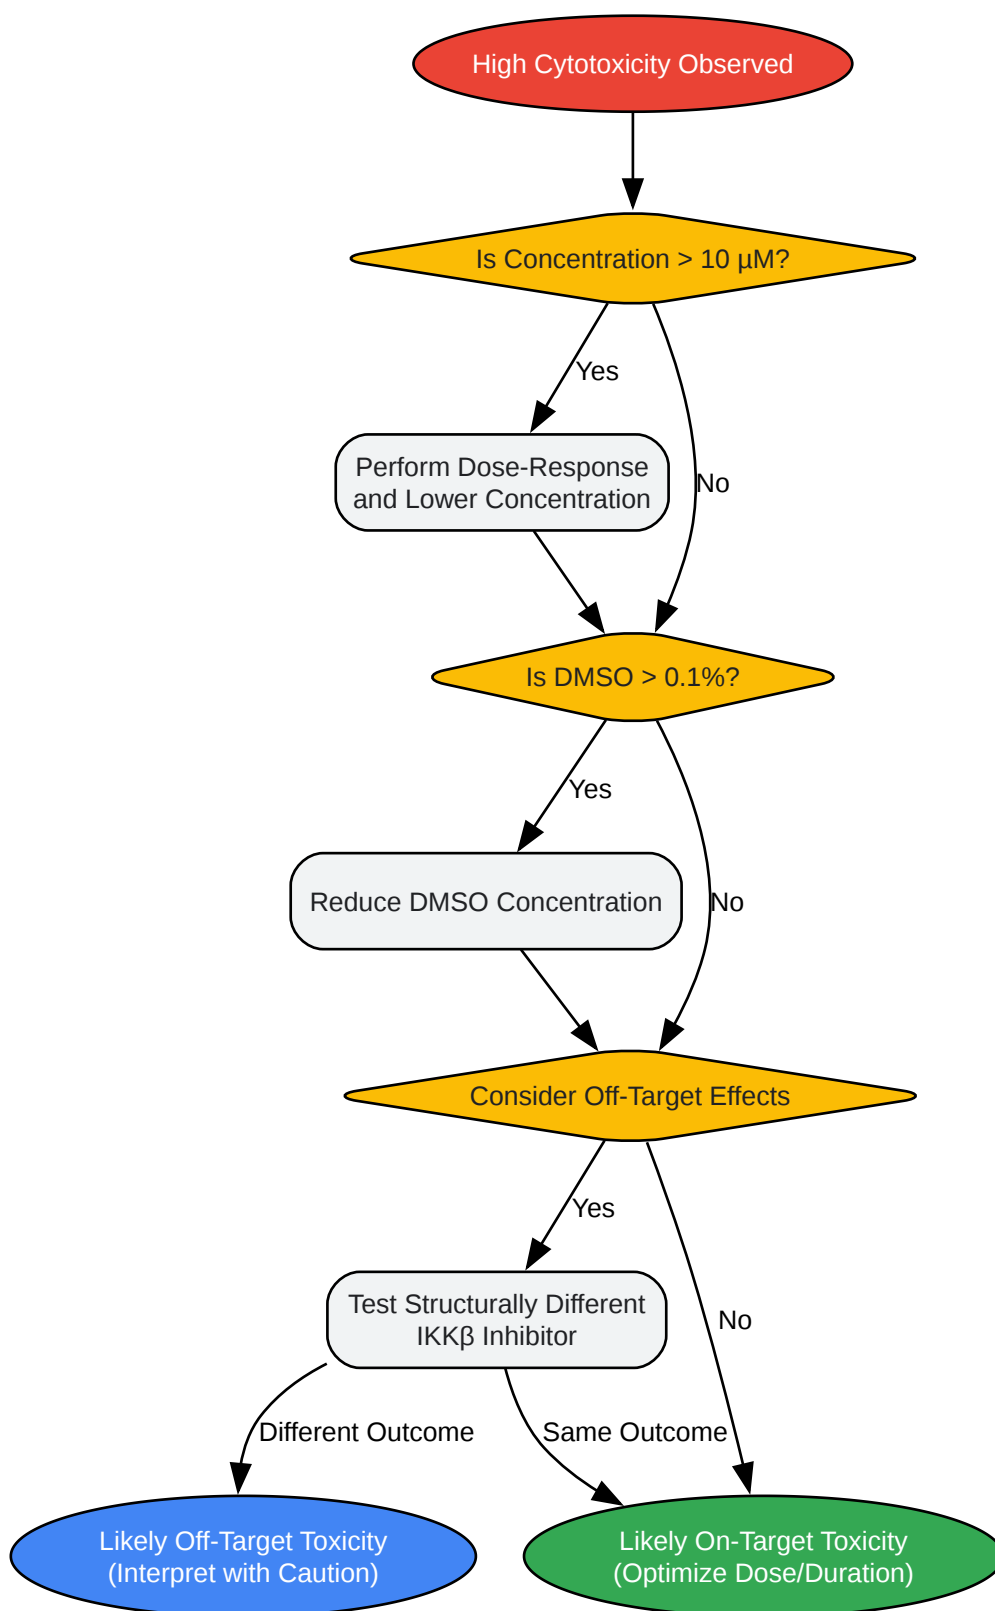 High Cytotoxicity Observed
Is Concentration > 10 µM?
Yes
Perform Dose-Response
and Lower Concentration
No
Is DMSO > 0.1%?
Yes
Reduce DMSO Concentration
No
Consider Off-Target Effects
Yes
Test Structurally Different
IKKβ Inhibitor
No
Different Outcome
Same Outcome
Likely Off-Target Toxicity
(Interpret with Caution)
Likely On-Target Toxicity
(Optimize Dose/Duration)